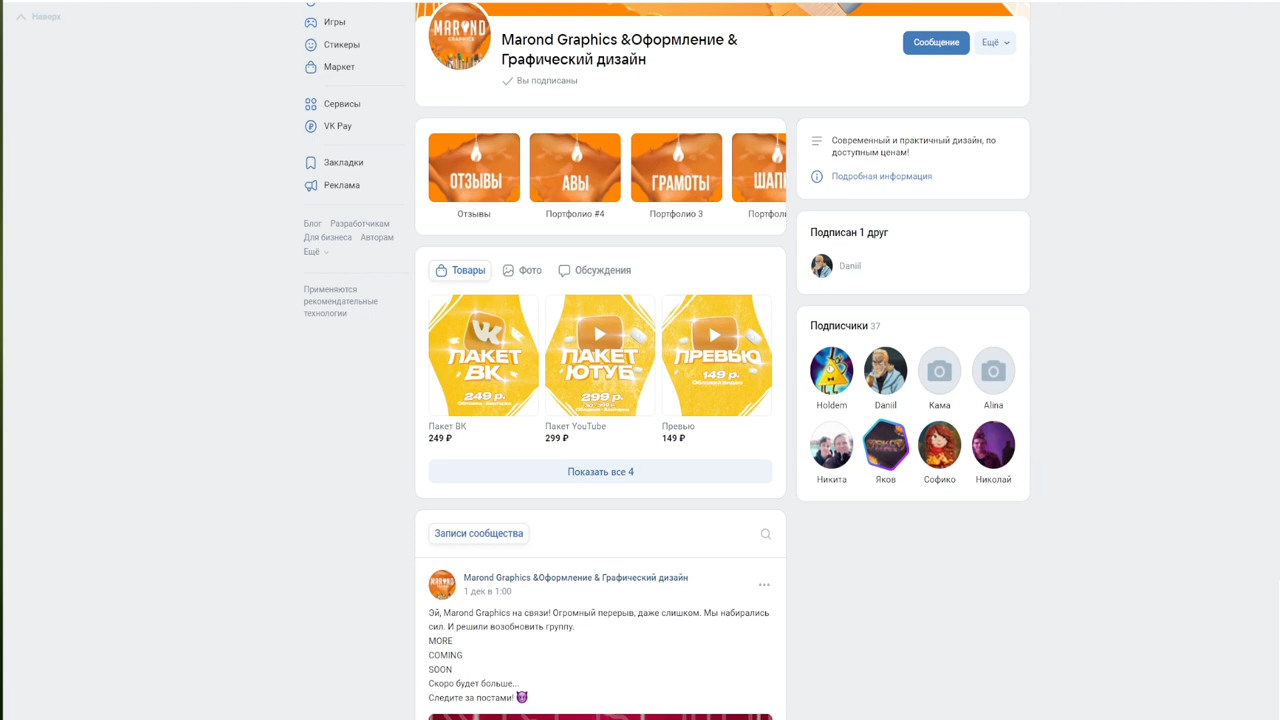 Наверх
Игры
Стикеры
Маркет
Сервисы
VK Pay
Закладки
Реклама
Блог Разработчикам
Для бизнеса Авторам
Ещё
Применяются
рекомендательные
технологии
MAROND
GRAPHICS
Marond Graphics &Оформление &
Графический дизайн
Вы подписаны
Сообщение
Ещё
ОТЗЫВЫ
АВЫ
ГРАМОТЫ
ШАП
Отзывы
Портфолио #4
Портфолио 3
Портфол
Товары
Фото
Обсуждения
ПАКЕТ
ВК
249 р.
ПАКЕТ
ЮТУБ
299 р.
ПРЕВЬЮ
149 р.
Пакет ВК
249 ₽
Пакет YouTube
299 ₽
Превью
149 ₽
Показать все 4
Записи сообщества
Marond Graphics &Оформление & Графический дизайн
1 дек в 1:00
Эй, Marond Graphics на связи! Огромный перерыв, даже слишком. Мы набирались
сил. И решили возобновить группу.
MORE
COMING
SOON
Скоро будет больше...
Следите за постами! 😈
Современный и практичный дизайн, по
доступным ценам!
Подробная информация
Подписан 1 друг
Daniil
Подписчики 37
Holdem
Daniil
Кама
Alina
Никита
Яков
Софико
Николай